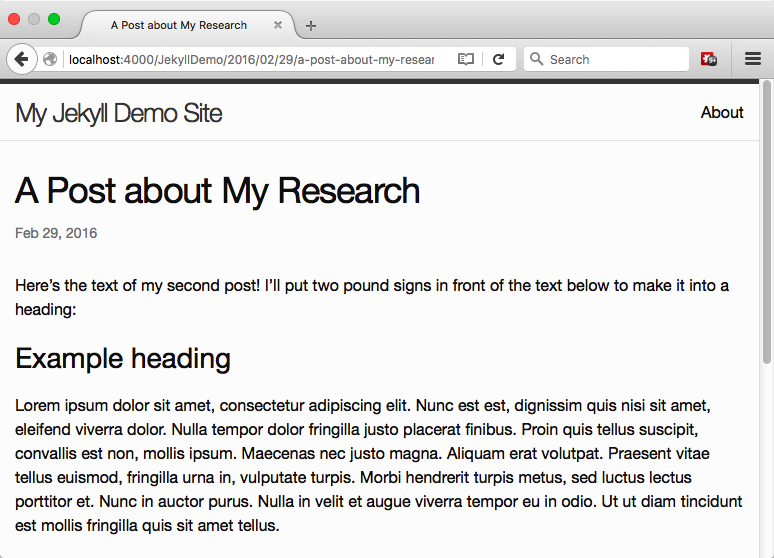 A Post about My Research
localhost:4000/JekyllDemo/2016/02/29/a-post-about-my-resear
Search
9+
My Jekyll Demo Site
About
A Post about My Research
Feb 29, 2016
Here’s the text of my second post! I’ll put two pound signs in front of the text below to make it into a
heading:
Example heading
Lorem ipsum dolor sit amet, consectetur adipiscing elit. Nunc est est, dignissim quis nisi sit amet,
eleifend viverra dolor. Nulla tempor dolor fringilla justo placerat finibus. Proin quis tellus suscipit,
convallis est non, mollis ipsum. Maecenas nec justo magna. Aliquam erat volutpat. Praesent vitae
tellus euismod, fringilla urna in, vulputate turpis. Morbi hendrerit turpis metus, sed luctus lectus
porttitor et. Nunc in auctor purus. Nulla in velit et augue viverra tempor eu in odio. Ut ut diam tincidunt
est mollis fringilla quis sit amet tellus.